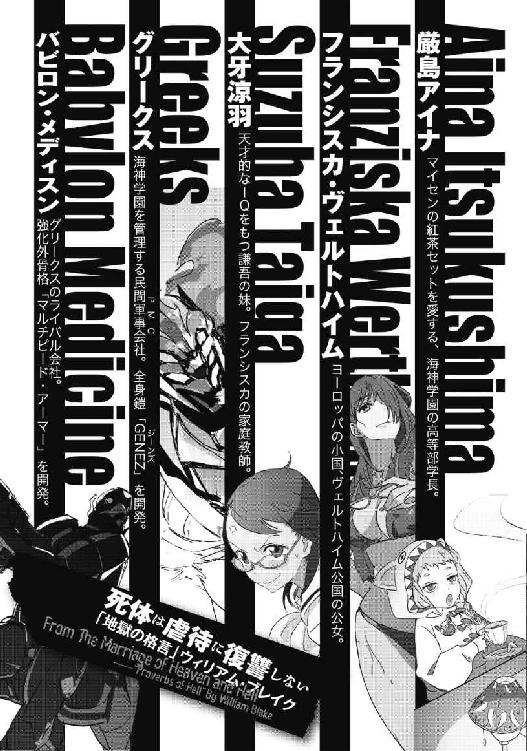 Aina Itsukushima
厳島アイナ
マイセンの紅茶セットを愛する、海神学園の高等部学長。
Franziska Wert
フランシスカ・ヴェルトハイム
ヨーロッパの小国、ヴェルトハイム公国の公女。
Suzuha Taiga
大牙涼羽
天才的なIQをもつ謙吾の妹。フランシスカの家庭教師。
Greeks
グリークス
海神学園を管理する民間軍事会社。全身鎧「GENEZ」を開発。
PMC
ジーンズ
Babylon Medicine
バビロン・メディスン
グリークスのライバル会社。
強化外骨格「マルチピード アーマー」を開発。
死体は虐待に復讐しない
「地獄の格言」ウィリアム・ブレイク
From The Marriage of Heaven and Hell
"Proverbs of Hell" by William Blake